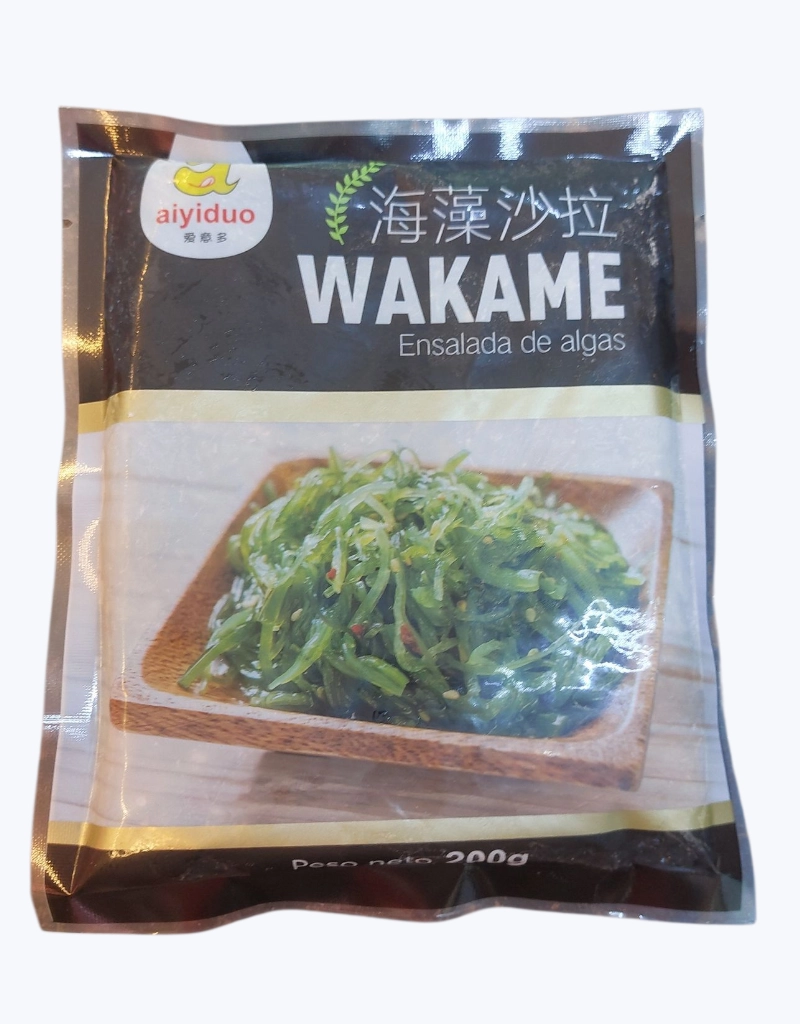 aiyiduo
爱意多
海藻沙拉
WAKAME
Ensalada de algas
Peso neto 200g